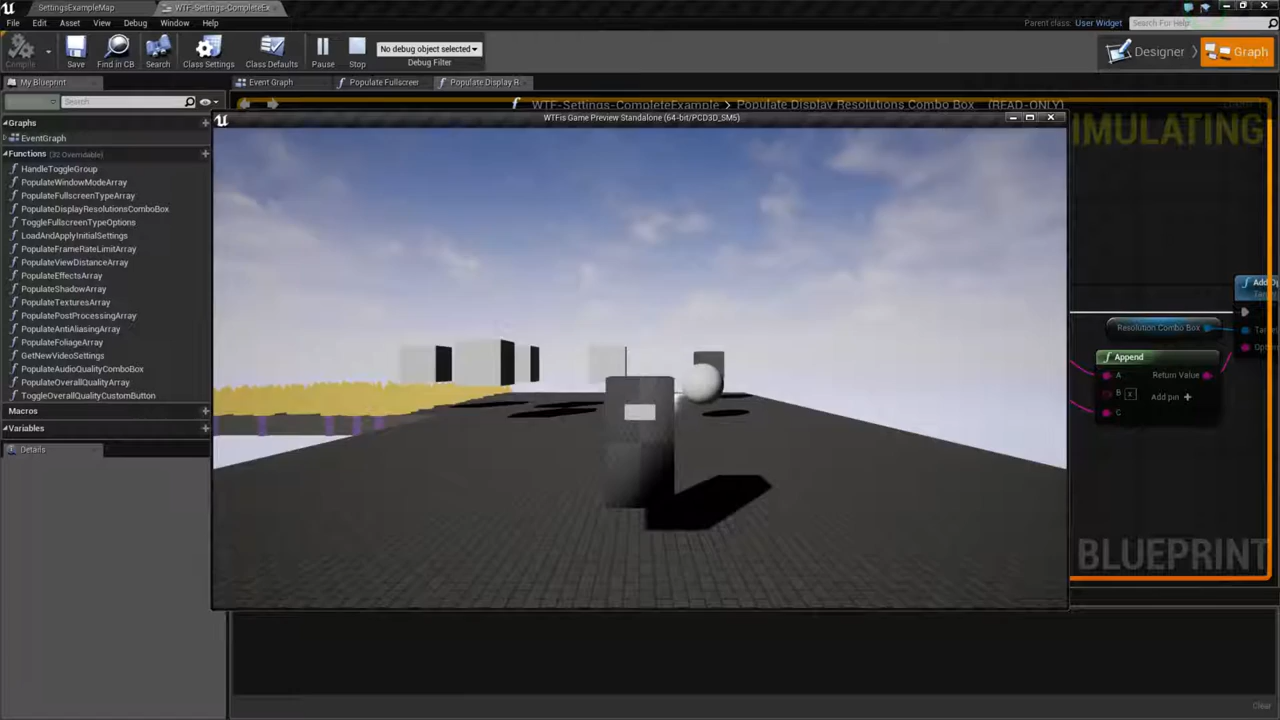 SettingsExampleMap
WTF-Settings-CompleteEx
File Edit Asset View Debug Window Help
Parent class: User Widget
Search For Help
Compile
Save
Find in CB
Search
Class Settings
Class Defaults
Pause
Stop
No debug object selected
Debug Filter
Designer
Graph
My Blueprint
Event Graph
Populate Fullscreen
Populate Display R
Search
WTF-Settings-CompleteExample > Populate Display Resolutions Combo Box (READ-ONLY)
Graphs
EventGraph
Functions (32 Overridable)
HandleToggleGroup
PopulateWindowModeArray
PopulateFullscreenTypeArray
PopulateDisplayResolutionsComboBox
ToggleFullscreenTypeOptions
LoadAndApplyInitialSettings
PopulateFrameRateLimitArray
PopulateViewDistanceArray
PopulateEffectsArray
PopulateShadowArray
PopulateTexturesArray
PopulatePostProcessingArray
PopulateAntiAliasingArray
PopulateFoliageArray
GetNewVideoSettings
PopulateAudioQualityComboBox
PopulateOverallQualityArray
ToggleOverallQualityCustomButton
Macros
Variables
Details
WTFis Game Preview Standalone (64-bit/PCD3D_SM5)
IMULATING
Resolution Combo Box
Append
A
Return Value
B x
Add pin +
C
BLUEPRINT
Clear